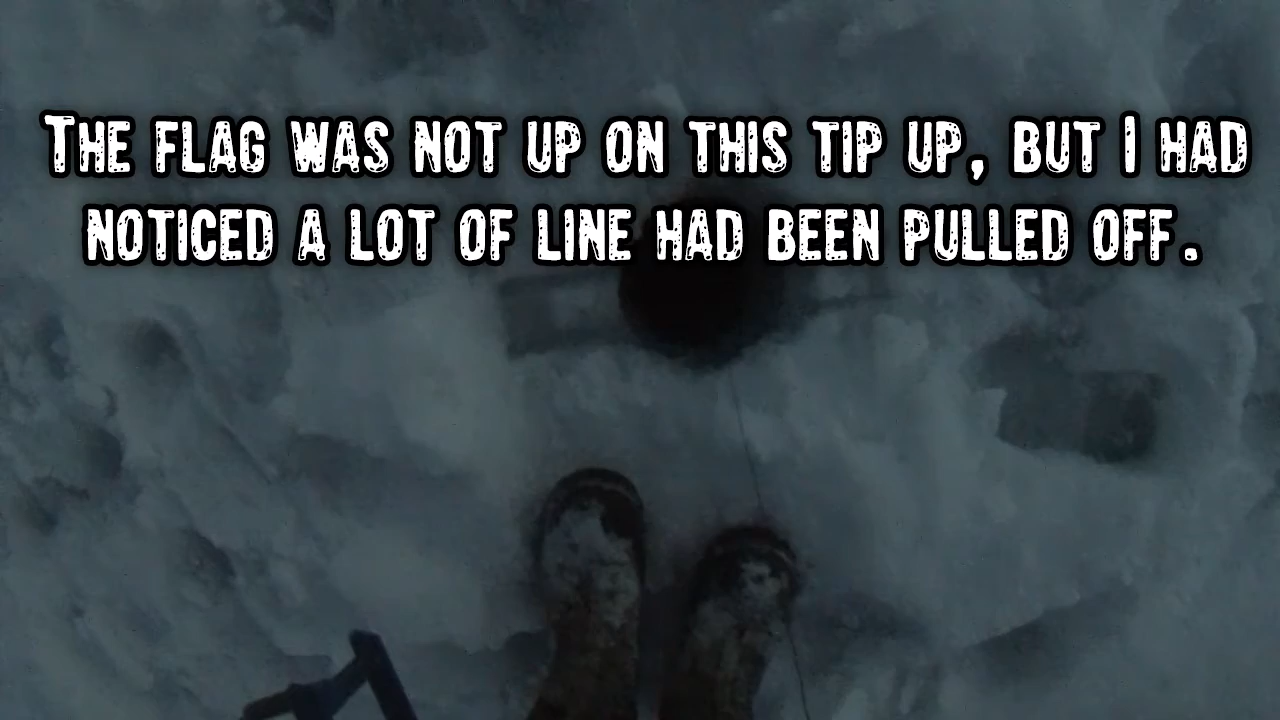 The flag was not up on this tip up, but I had
noticed a lot of line had been pulled off.